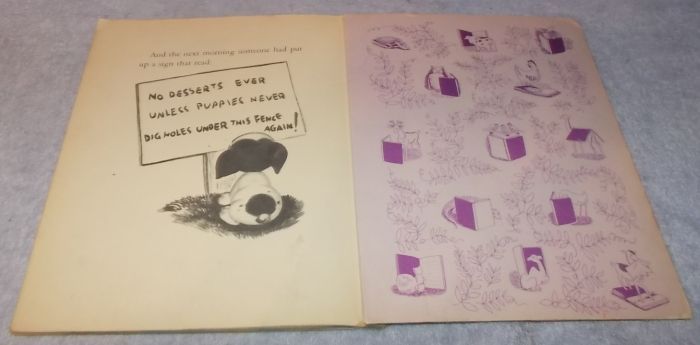 And the next morning someone had put
up a sign that read:
NO DESSERTS EVER
UNLESS PUPPIES NEVER
DIG HOLES UNDER THIS FENCE
AGAIN!